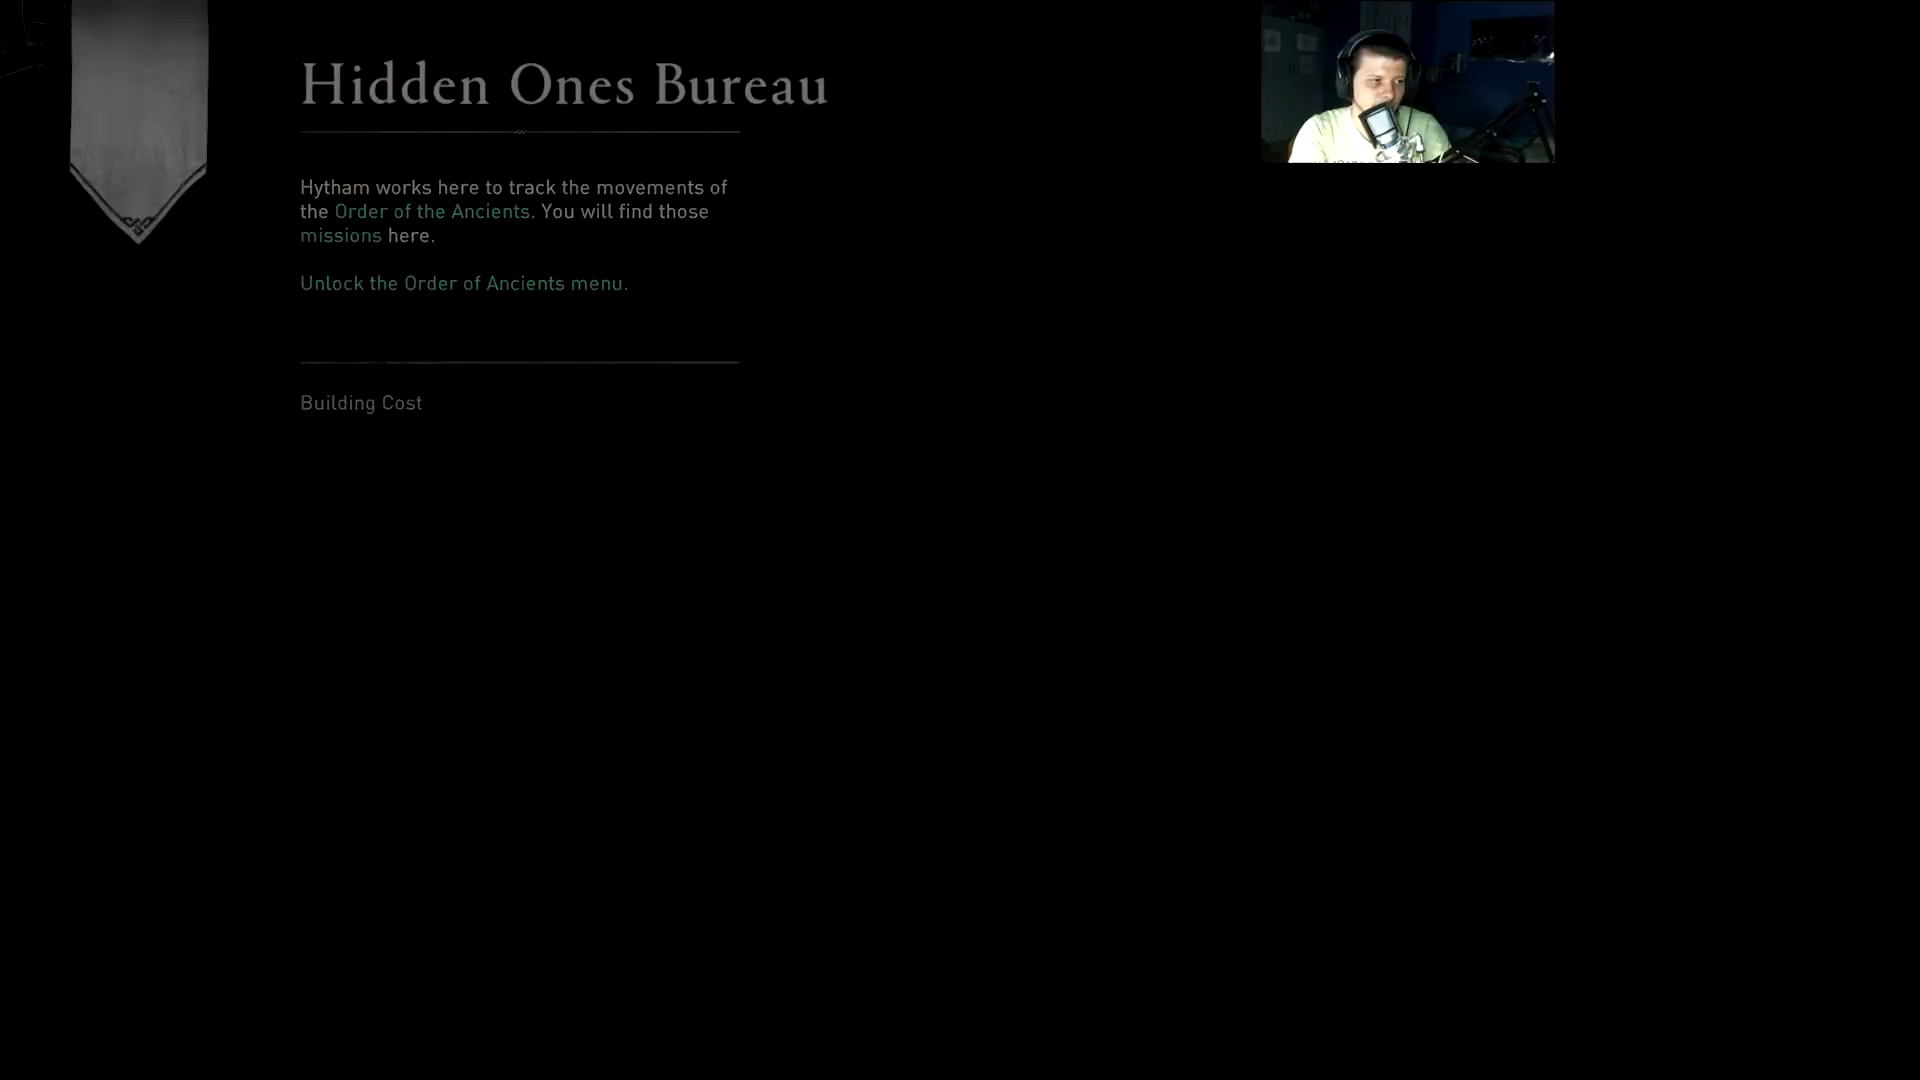 Hidden Ones Bureau
Hytham works here to track the movements of
the Order of the Ancients. You will find those
missions here.
Unlock the Order of Ancients menu.
Building Cost